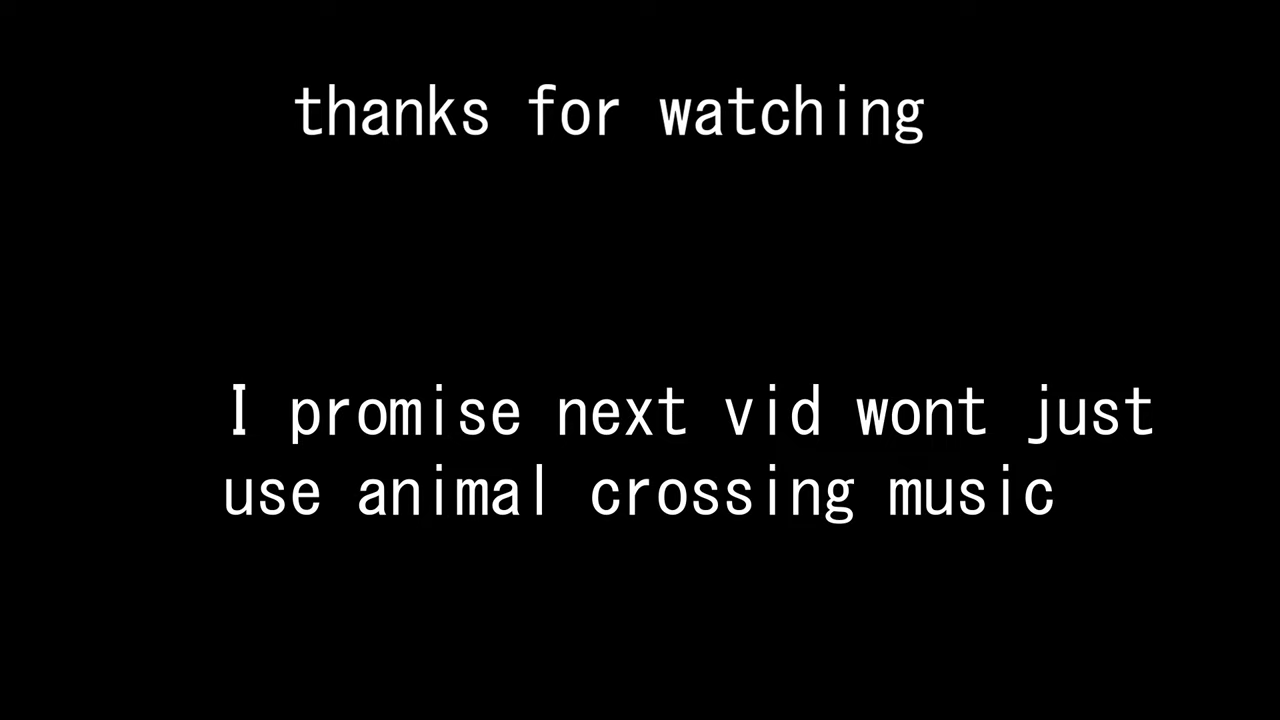 thanks for watching
I promise next vid wont just
use animal crossing music